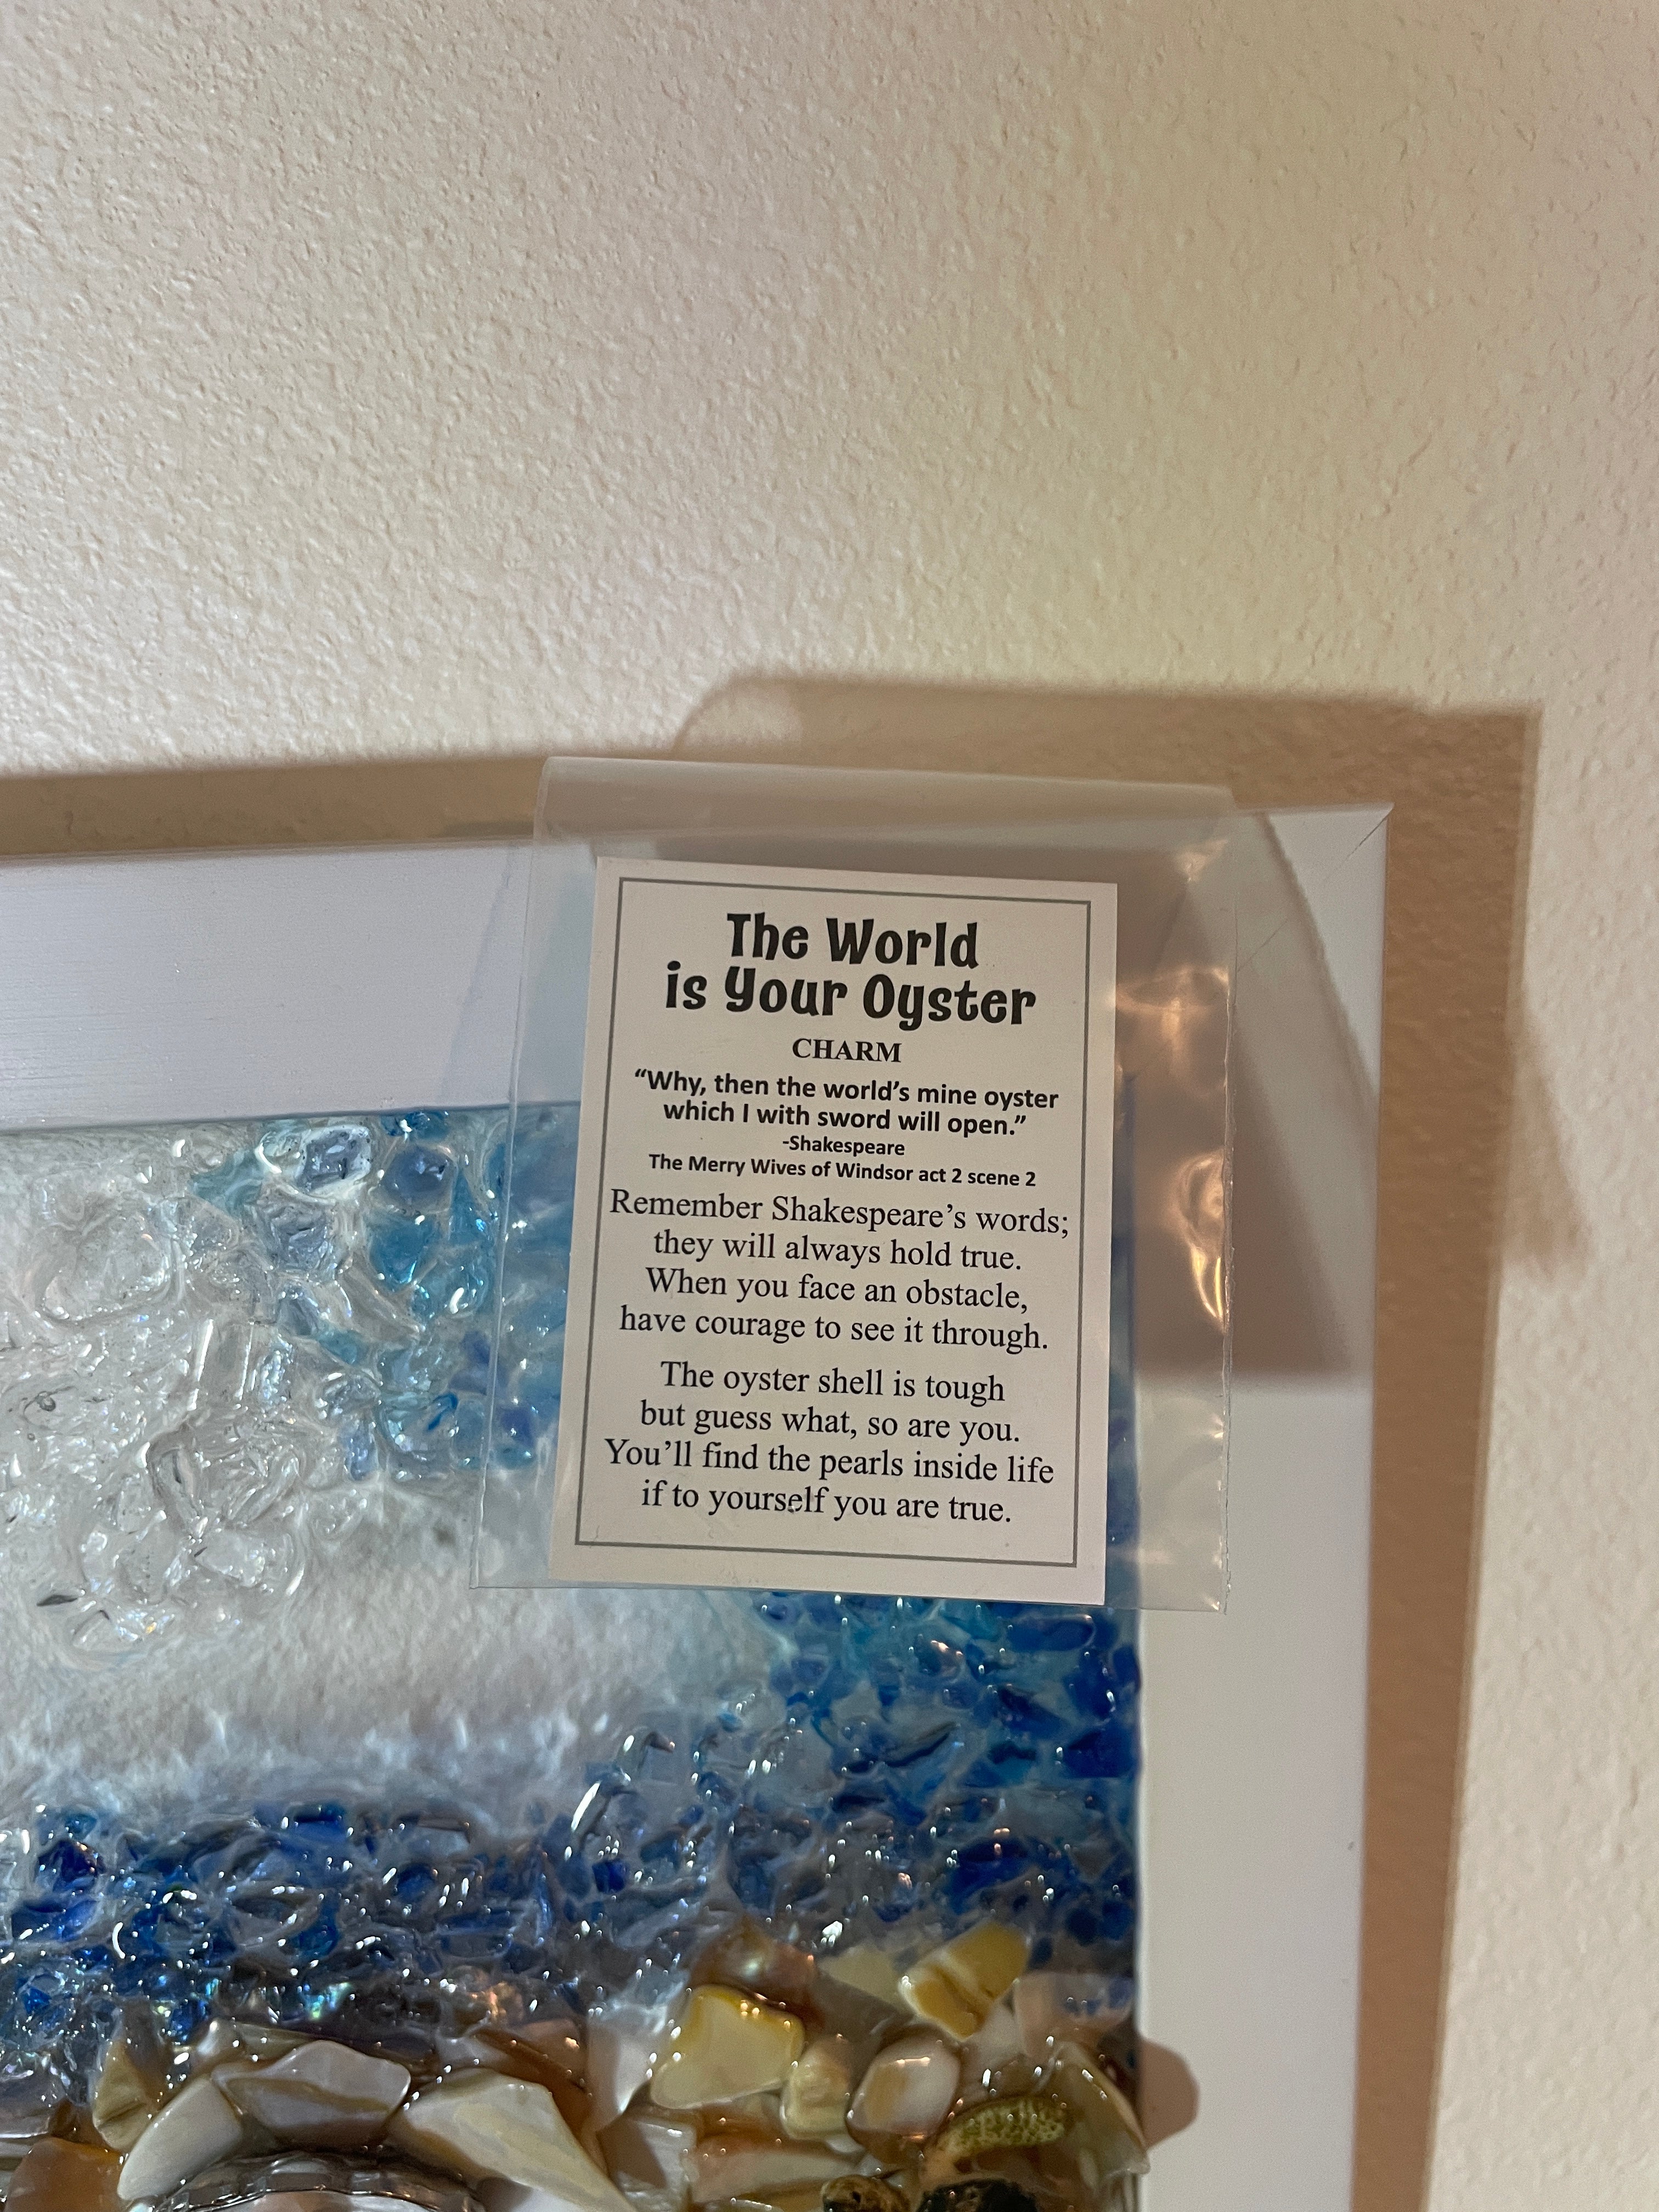 The World
is Your Oyster
CHARM
“Why, then the world’s mine oyster
which I with sword will open.”
-Shakespeare
The Merry Wives of Windsor act 2 scene 2
Remember Shakespeare’s words;
they will always hold true.
When you face an obstacle,
have courage to see it through.
The oyster shell is tough
but guess what, so are you.
You’ll find the pearls inside life
if to yourself you are true.